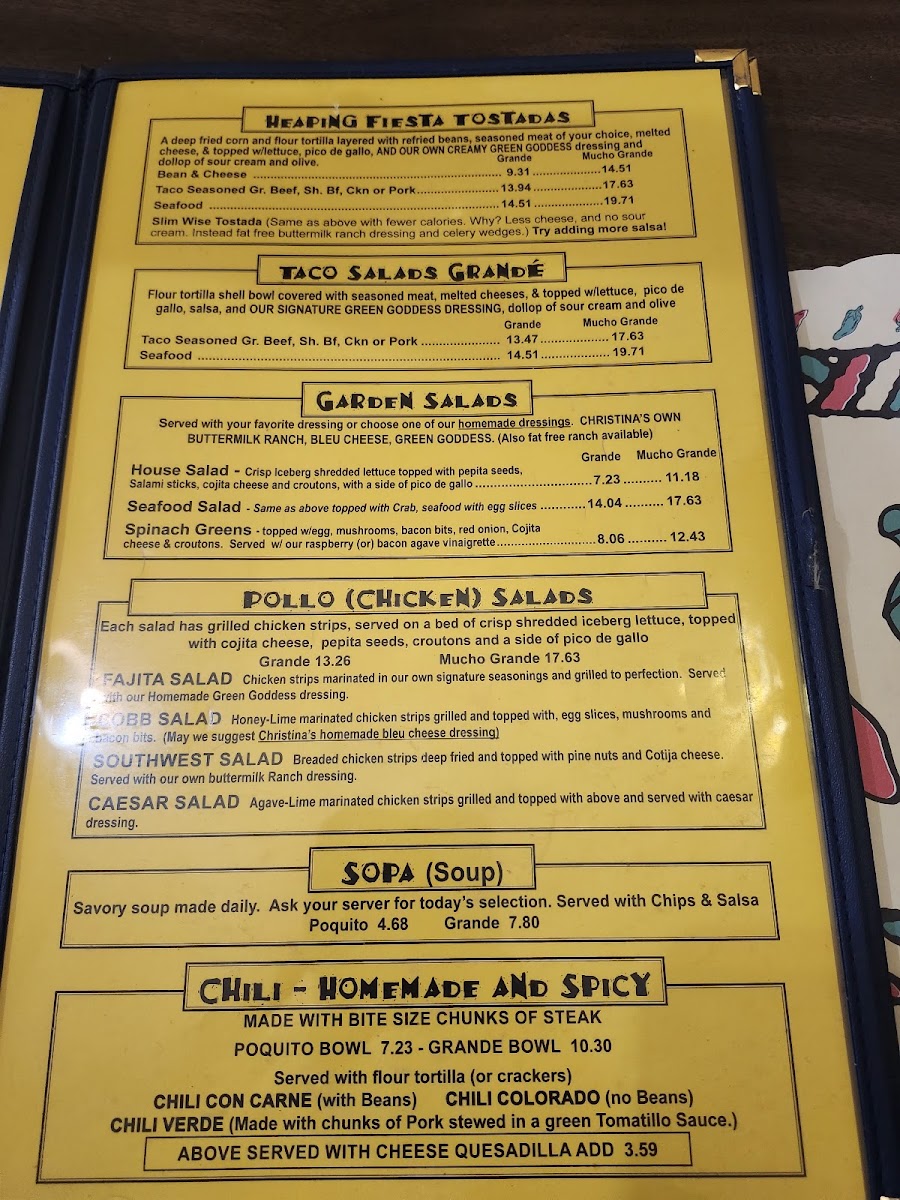 HEAPING FIESTA TOSTADAS
A deep fried corn and flour tortilla layered with refried beans, seasoned meat of your choice, melted
cheese, & topped w/lettuce, pico de gallo, AND OUR OWN CREAMY GREEN GODDESS dressing and
dollop of sour cream and olive. Grande Mucho Grande
Bean & Cheese ........ 9.31 ........ 14.51
Taco Seasoned Gr. Beef, Sh. Bf, Ckn or Pork........ 13.94 ........ 17.63
Seafood ........ 14.51 ........ 19.71
Slim Wise Tostada (Same as above with fewer calories. Why? Less cheese, and no sour
cream. Instead fat free buttermilk ranch dressing and celery wedges.) Try adding more salsa!
TACO SALADS GRANDÉ
Flour tortilla shell bowl covered with seasoned meat, melted cheeses, & topped w/lettuce, pico de
gallo, salsa, and OUR SIGNATURE GREEN GODDESS DRESSING, dollop of sour cream and olive
Grande Mucho Grande
Taco Seasoned Gr. Beef, Sh. Bf, Ckn or Pork ........ 13.47 ........ 17.63
Seafood ........ 14.51 ........ 19.71
GARDEN SALADS
Served with your favorite dressing or choose one of our homemade dressings. CHRISTINA'S OWN
BUTTERMILK RANCH, BLEU CHEESE, GREEN GODDESS. (Also fat free ranch available)
Grande Mucho Grande
House Salad - Crisp Iceberg shredded lettuce topped with pepita seeds,
Salami sticks, cojita cheese and croutons, with a side of pico de gallo ........ 7.23 ........ 11.18
Seafood Salad - Same as above topped with Crab, seafood with egg slices ........ 14.04 ........ 17.63
Spinach Greens - topped w/egg, mushrooms, bacon bits, red onion, Cojita
cheese & croutons. Served w/ our raspberry (or) bacon agave vinaigrette ........ 8.06 ........ 12.43
POLLO (CHICKEN) SALADS
Each salad has grilled chicken strips, served on a bed of crisp shredded iceberg lettuce, topped
with cojita cheese, pepita seeds, croutons and a side of pico de gallo
Grande 13.26 Mucho Grande 17.63
FAJITA SALAD Chicken strips marinated in our own signature seasonings and grilled to perfection. Served
with our Homemade Green Goddess dressing.
COBB SALAD Honey-Lime marinated chicken strips grilled and topped with, egg slices, mushrooms and
bacon bits. (May we suggest Christina's homemade bleu cheese dressing)
SOUTHWEST SALAD Breaded chicken strips deep fried and topped with pine nuts and Cotija cheese.
Served with our own buttermilk Ranch dressing.
CAESAR SALAD Agave-Lime marinated chicken strips grilled and topped with above and served with caesar
dressing.
SOPA (Soup)
Savory soup made daily. Ask your server for today's selection. Served with Chips & Salsa
Poquito 4.68 Grande 7.80
CHILI - HOMEMADE AND SPICY
MADE WITH BITE SIZE CHUNKS OF STEAK
POQUITO BOWL 7.23 - GRANDE BOWL 10.30
Served with flour tortilla (or crackers)
CHILI CON CARNE (with Beans) CHILI COLORADO (no Beans)
CHILI VERDE (Made with chunks of Pork stewed in a green Tomatillo Sauce.)
ABOVE SERVED WITH CHEESE QUESADILLA ADD 3.59